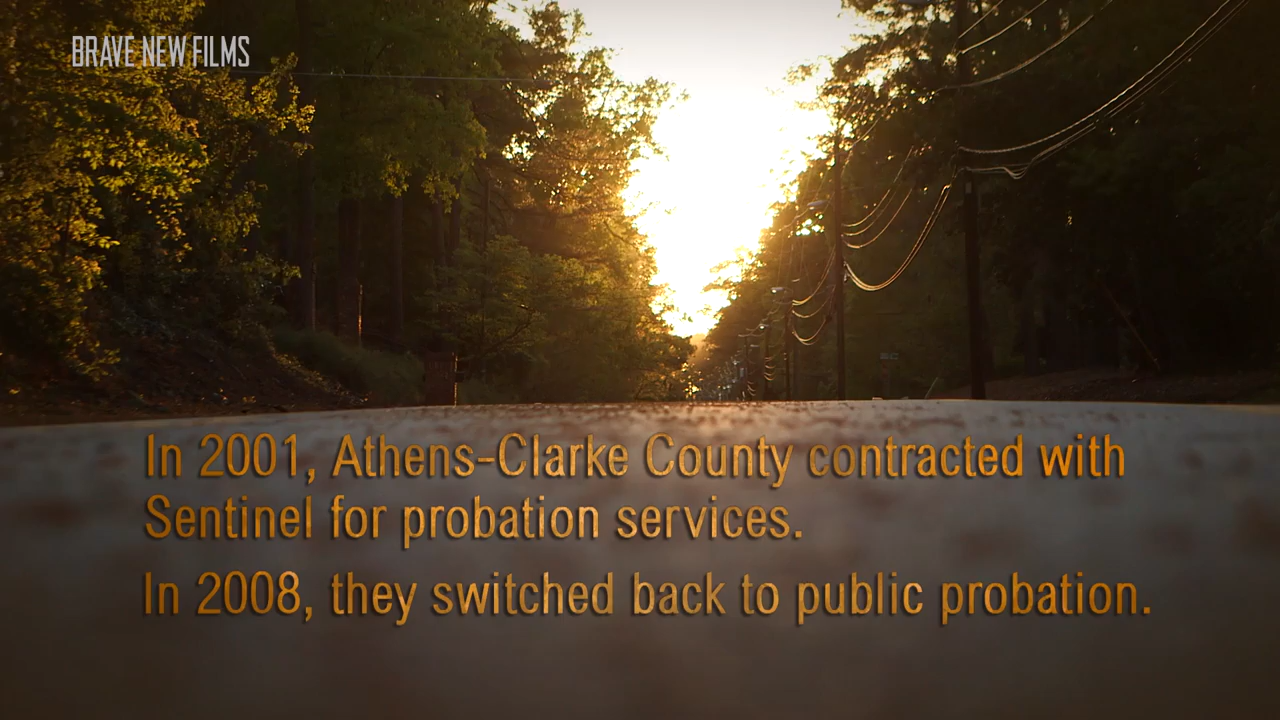 BRAVE NEW FILMS
In 2001, Athens-Clarke County contracted with
Sentinel for probation services.
In 2008, they switched back to public probation.